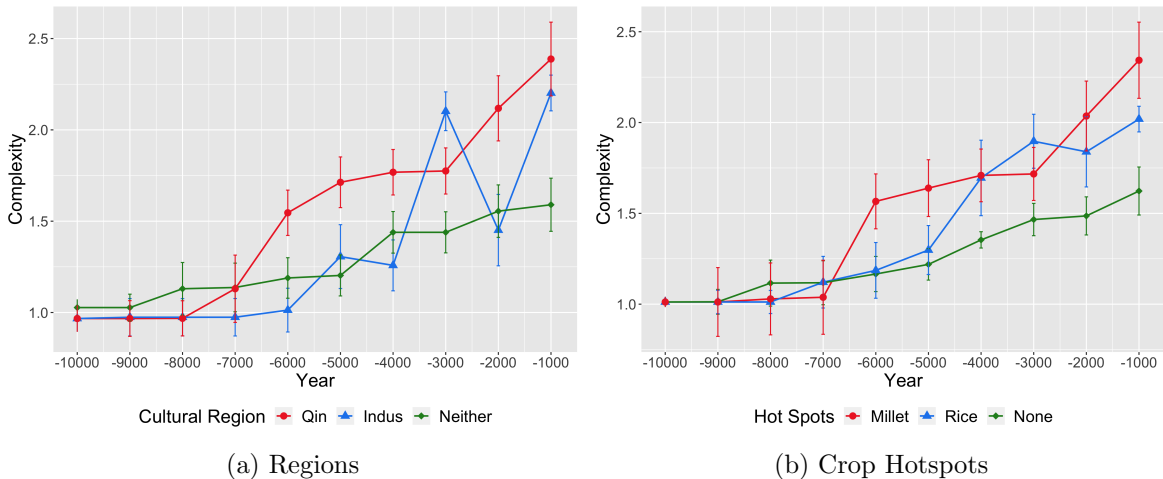 2.5
2.0
1.5
1.0
Complexity
-10000 -9000 -8000 -7000 -6000 -5000 -4000 -3000 -2000 -1000
Year
Cultural Region Qin Indus Neither
(a) Regions
2.5
2.0
1.5
1.0
Complexity
-10000 -9000 -8000 -7000 -6000 -5000 -4000 -3000 -2000 -1000
Year
Hot Spots Millet Rice None
(b) Crop Hotspots